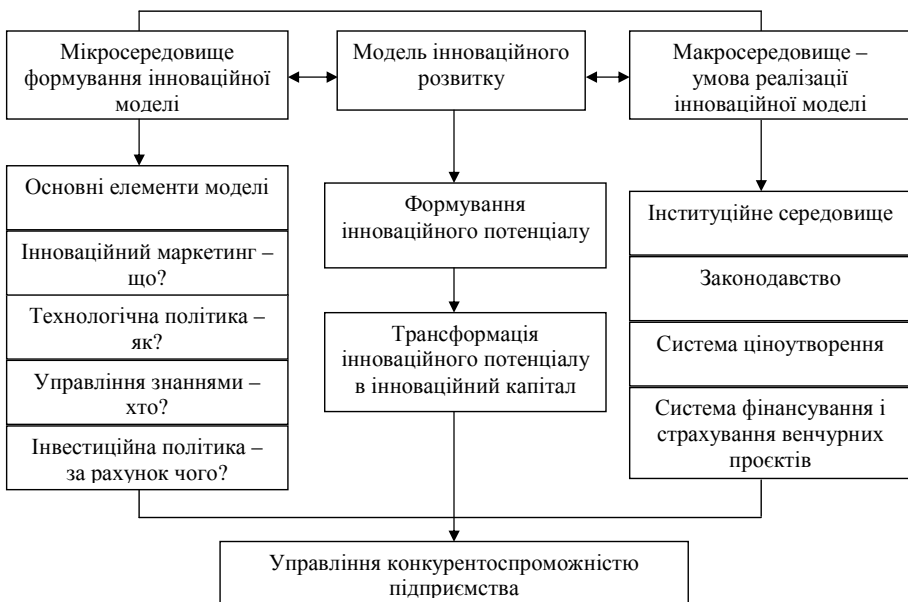 Мікросередовище
формування інноваційної
моделі
Модель інноваційного
розвитку
Макросередовище –
умова реалізації
інноваційної моделі
Основні елементи моделі
Інноваційний маркетинг –
що?
Технологічна політика –
як?
Управління знаннями –
хто?
Інвестиційна політика –
за рахунок чого?
Формування
інноваційного потенціалу
Трансформація
інноваційного потенціалу
в інноваційний капітал
Інституційне середовище
Законодавство
Система ціноутворення
Система фінансування і
страхування венчурних
проєктів
Управління конкурентоспроможністю
підприємства